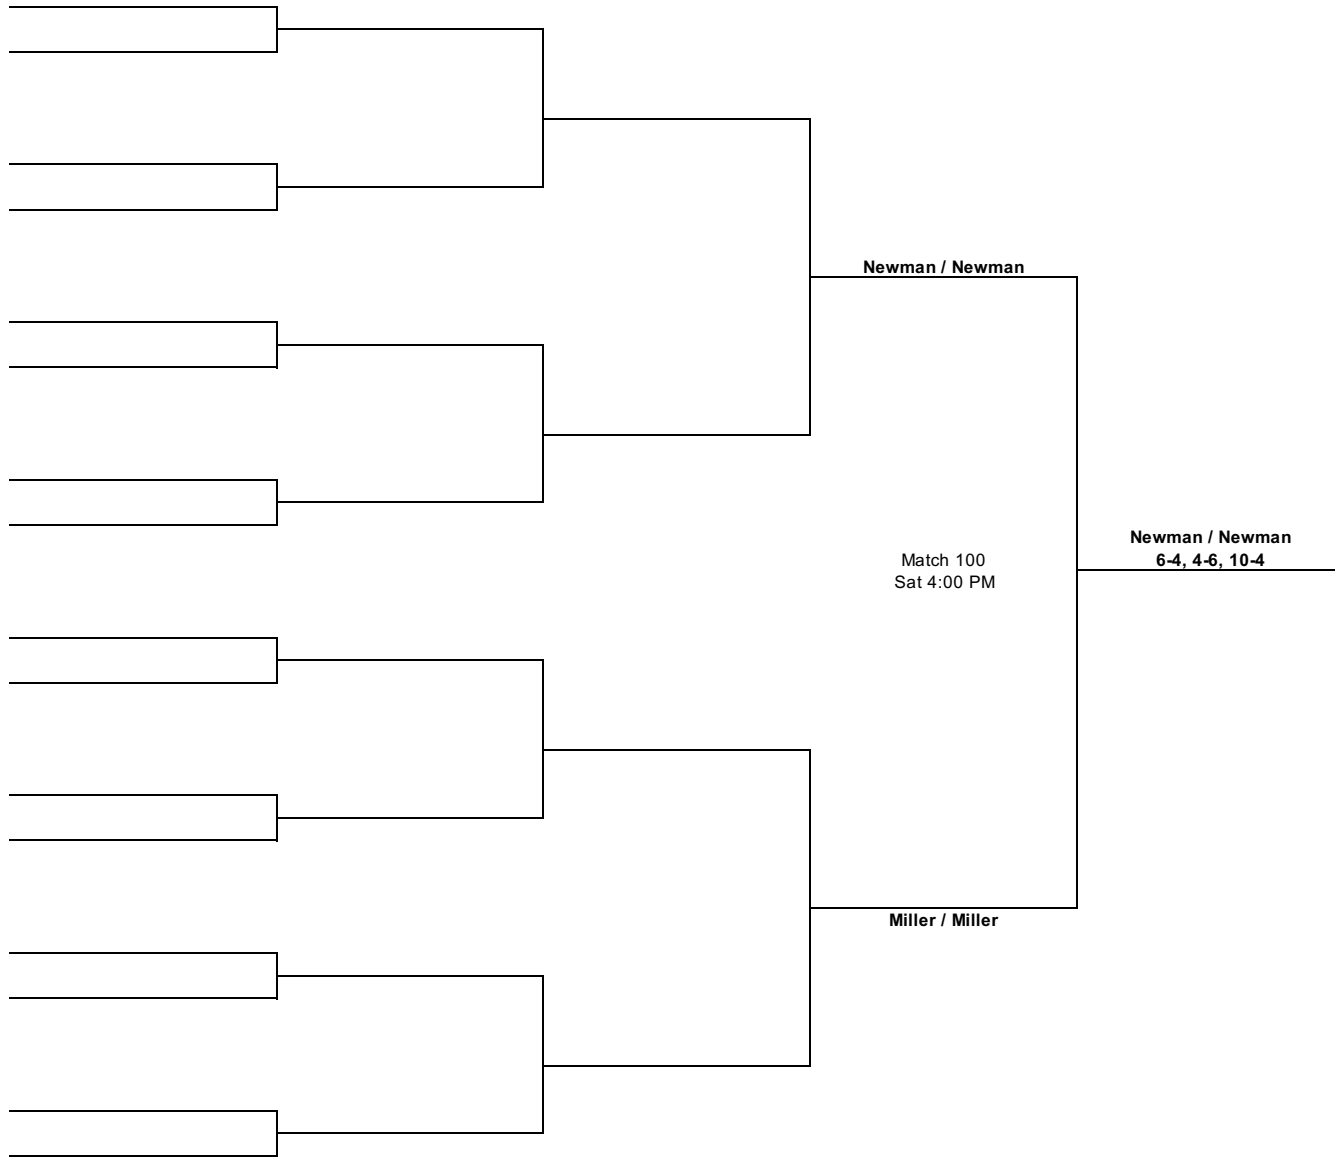 Newman / Newman
Newman / Newman
6-4, 4-6, 10-4
Match 100
Sat 4:00 PM
Miller / Miller